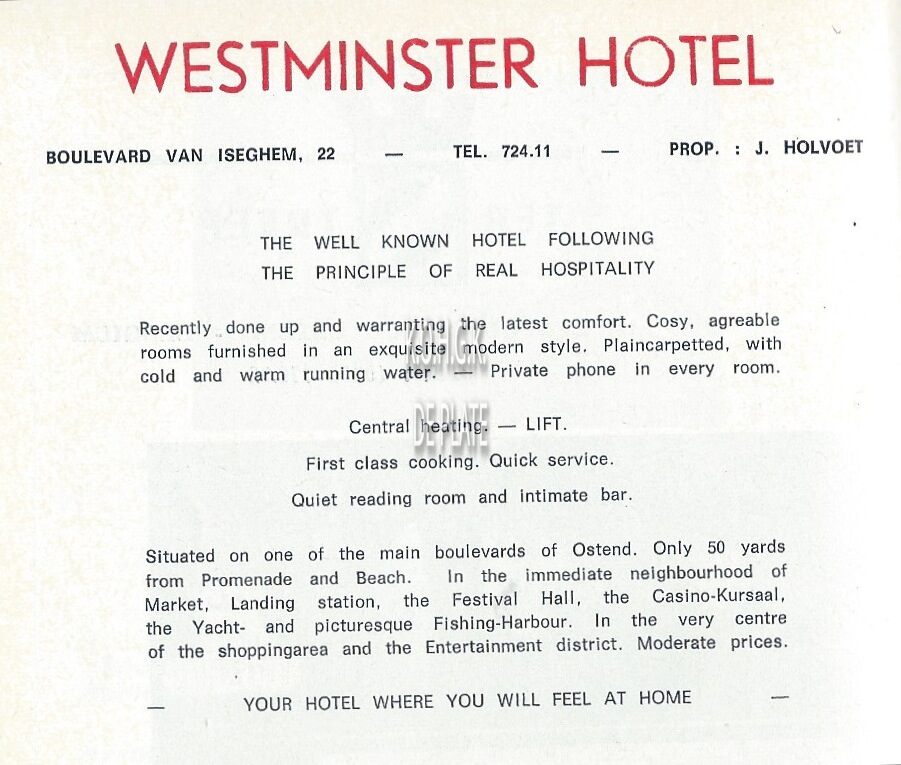 WESTMINSTER HOTEL
BOULEVARD VAN ISEGHEM, 22 — TEL. 724.11 — PROP. : J. HOLVOET
THE WELL KNOWN HOTEL FOLLOWING
THE PRINCIPLE OF REAL HOSPITALITY
Recently done up and warranting the latest comfort. Cosy, agreable
rooms furnished in an exquisite modern style. Plaincarpetted, with
cold and warm running water. — Private phone in every room.
K.O.H.G.K.
Central heating. — LIFT.
DE PLATE
First class cooking. Quick service.
Quiet reading room and intimate bar.
Situated on one of the main boulevards of Ostend. Only 50 yards
from Promenade and Beach. In the immediate neighbourhood of
Market, Landing station, the Festival Hall, the Casino-Kursaal,
the Yacht- and picturesque Fishing-Harbour. In the very centre
of the shoppingarea and the Entertainment district. Moderate prices.
— YOUR HOTEL WHERE YOU WILL FEEL AT HOME —